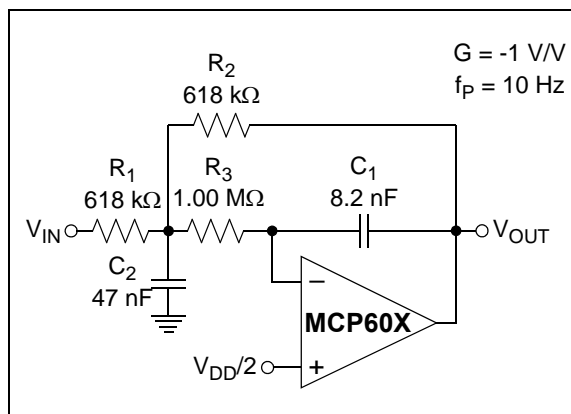 G = -1 V/V
f_P = 10 Hz
R_2
618 kΩ
R_1
618 kΩ
R_3
1.00 MΩ
C_1
8.2 nF
V_IN
V_OUT
C_2
47 nF
−
MCP60X
+
V_DD/2